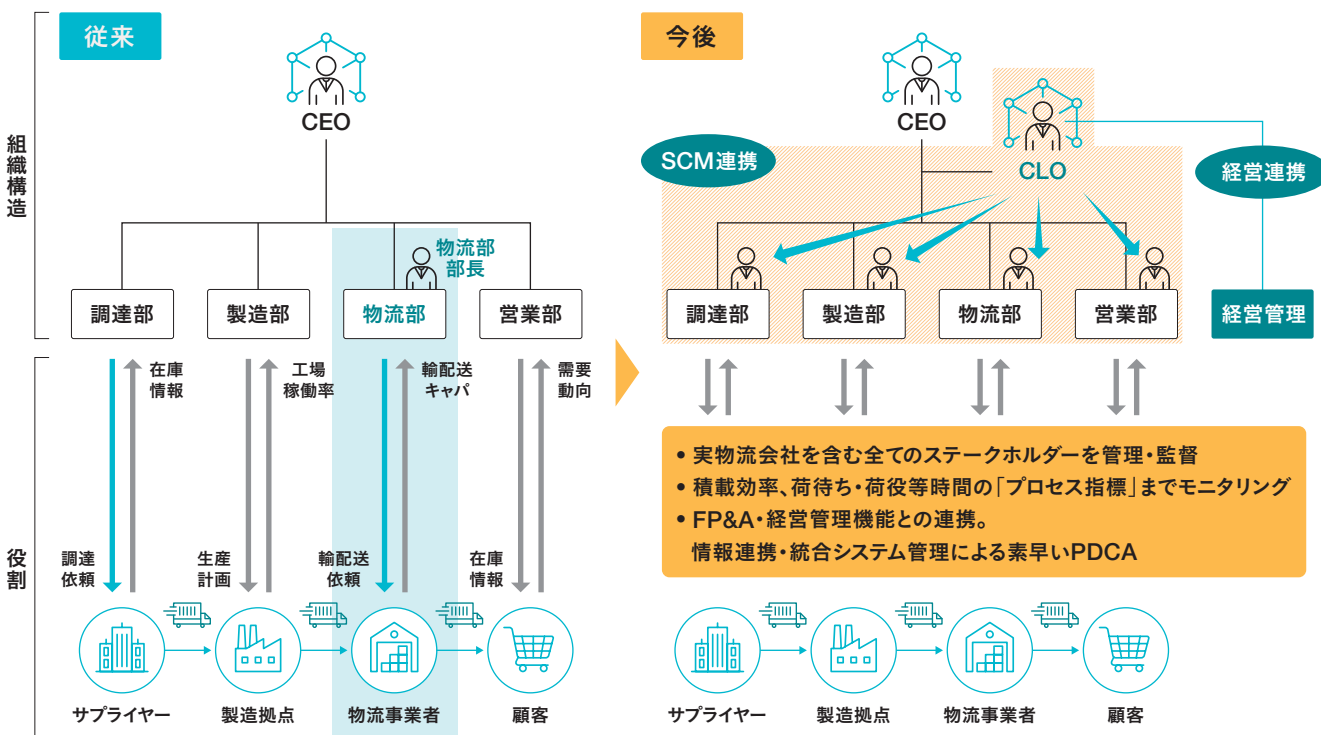 組織構造
従来
CEO
物流部
部長
調達部
製造部
物流部
営業部
役割
在庫
情報
工場
稼働率
輸配送
キャパ
需要
動向
調達
依頼
生産
計画
輸配送
依頼
在庫
情報
サプライヤー
製造拠点
物流事業者
顧客
今後
CEO
CLO
SCM連携
経営連携
調達部
製造部
物流部
営業部
経営管理
• 実物流会社を含む全てのステークホルダーを管理・監督
• 積載効率、荷待ち・荷役等時間の「プロセス指標」までモニタリング
• FP&A・経営管理機能との連携。
情報連携・統合システム管理による素早いPDCA
サプライヤー
製造拠点
物流事業者
顧客